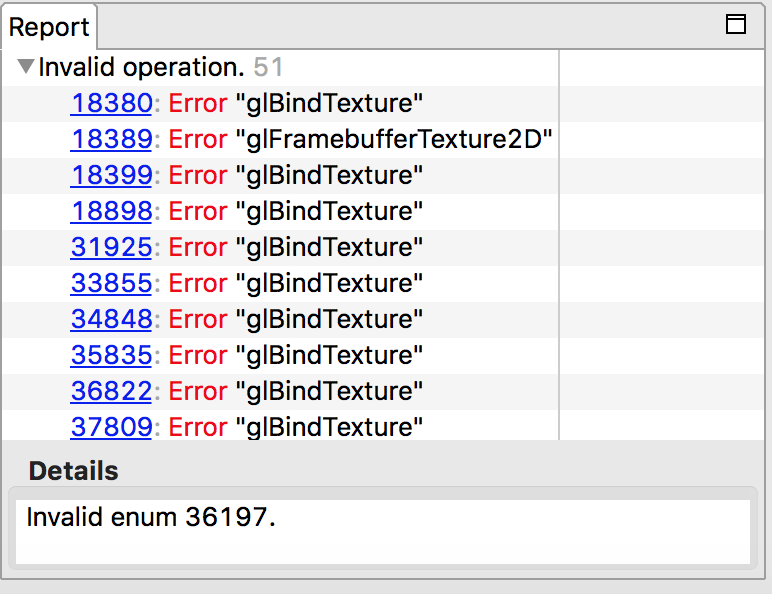 Report
Invalid operation. 51
18380: Error "glBindTexture"
18389: Error "glFramebufferTexture2D"
18399: Error "glBindTexture"
18898: Error "glBindTexture"
31925: Error "glBindTexture"
33855: Error "glBindTexture"
34848: Error "glBindTexture"
35835: Error "glBindTexture"
36822: Error "glBindTexture"
37809: Error "glBindTexture"
Details
Invalid enum 36197.